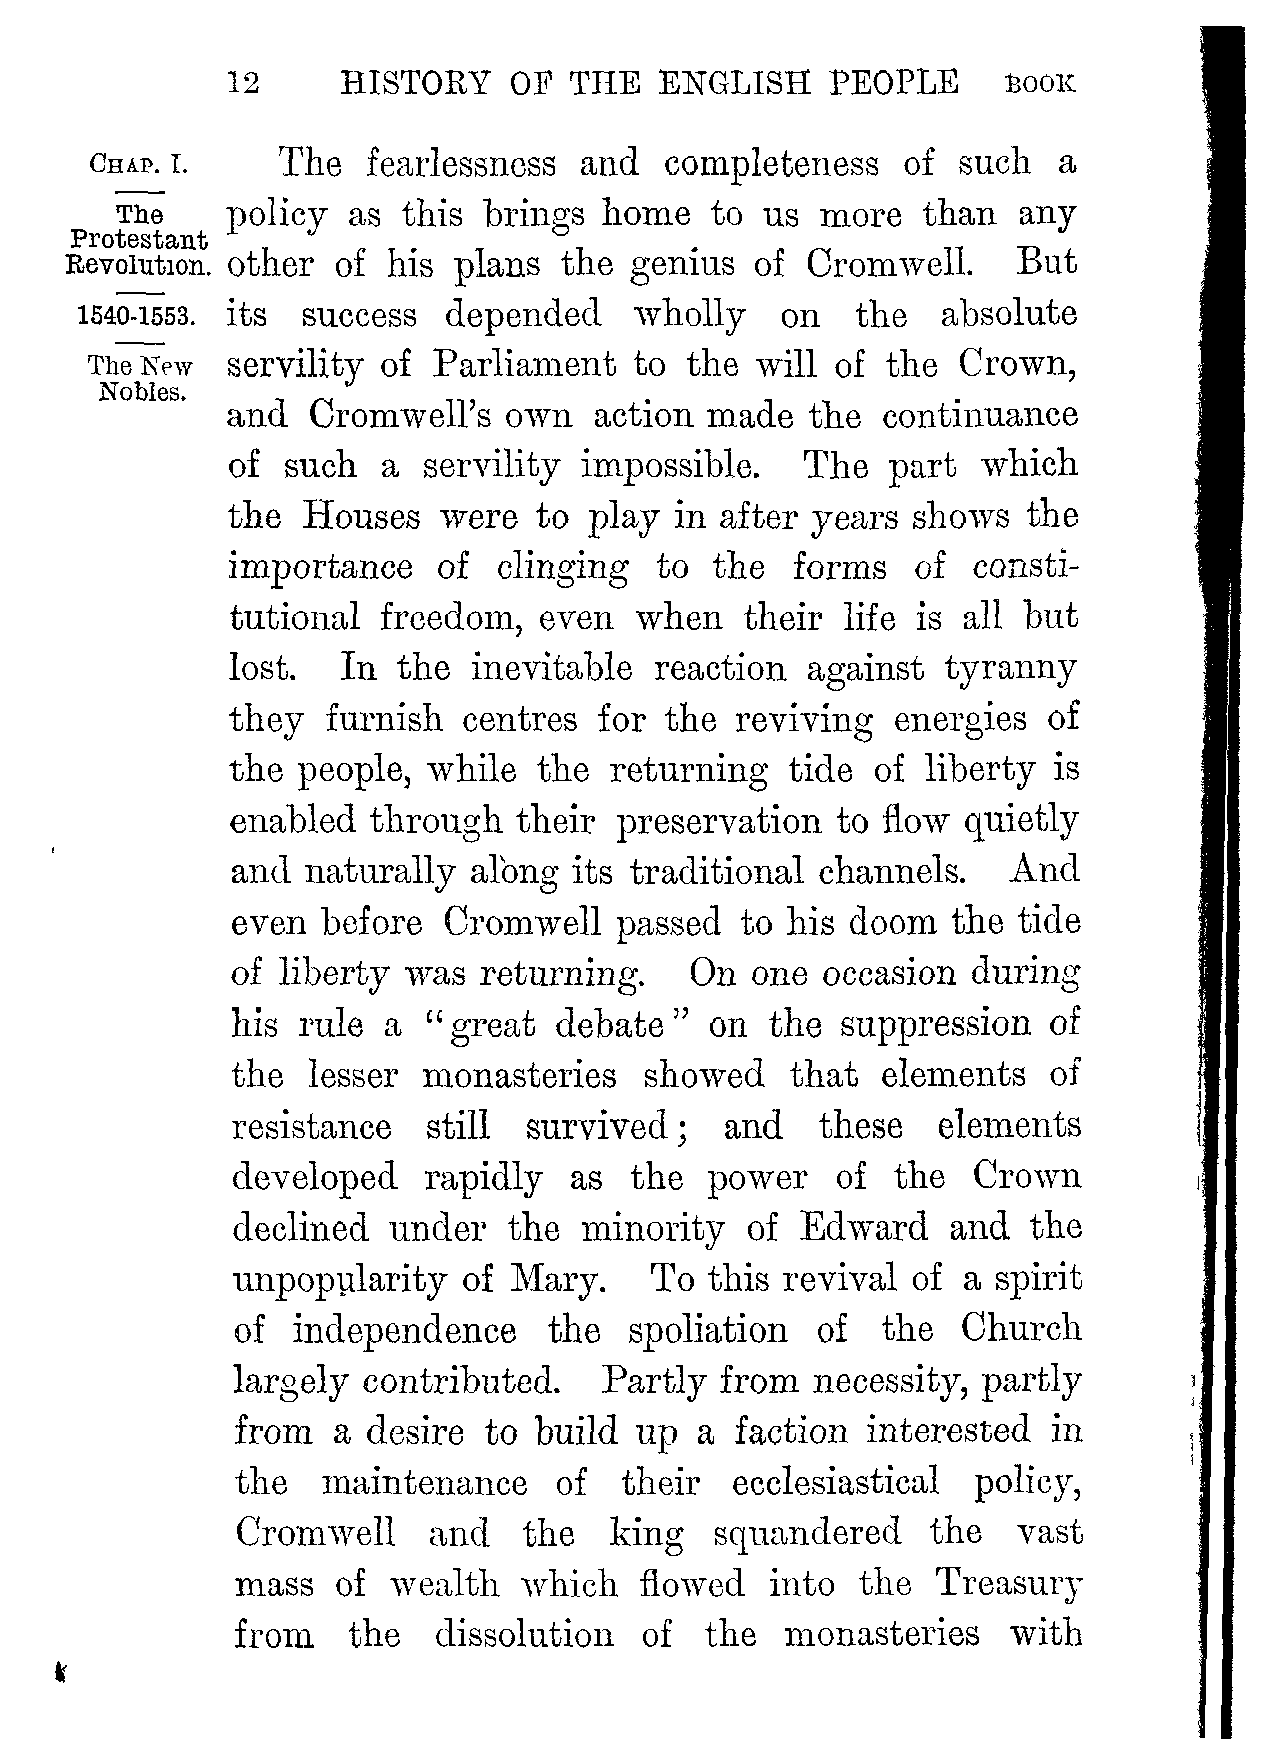 12 HISTORY OF THE ENGLISH PEOPLE BOOK
CHAP. I.
The
Protestant
Revolution.
1540-1553.
The New
Nobles.
The fearlessness and completeness of such a
policy as this brings home to us more than any
other of his plans the genius of Cromwell. But
its success depended wholly on the absolute
servility of Parliament to the will of the Crown,
and Cromwell's own action made the continuance
of such a servility impossible. The part which
the Houses were to play in after years shows the
importance of clinging to the forms of consti-
tutional freedom, even when their life is all but
lost. In the inevitable reaction against tyranny
they furnish centres for the reviving energies of
the people, while the returning tide of liberty is
enabled through their preservation to flow quietly
and naturally along its traditional channels. And
even before Cromwell passed to his doom the tide
of liberty was returning. On one occasion during
his rule a "great debate" on the suppression of
the lesser monasteries showed that elements of
resistance still survived; and these elements
developed rapidly as the power of the Crown
declined under the minority of Edward and the
unpopularity of Mary. To this revival of a spirit
of independence the spoliation of the Church
largely contributed. Partly from necessity, partly
from a desire to build up a faction interested in
the maintenance of their ecclesiastical policy,
Cromwell and the king squandered the vast
mass of wealth which flowed into the Treasury
from the dissolution of the monasteries with